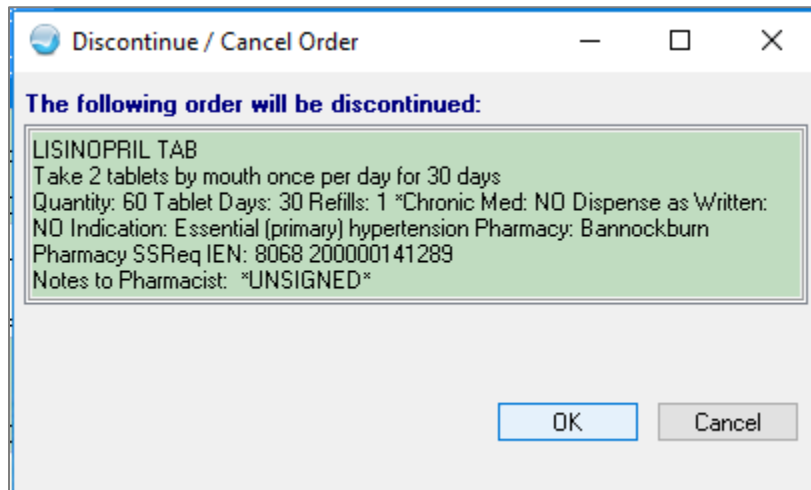 Discontinue / Cancel Order
The following order will be discontinued:
LISINOPRIL TAB
Take 2 tablets by mouth once per day for 30 days
Quantity: 60 Tablet Days: 30 Refills: 1 *Chronic Med: NO Dispense as Written:
NO Indication: Essential (primary) hypertension Pharmacy: Bannockburn
Pharmacy SSReq IEN: 8068 200000141289
Notes to Pharmacist:  *UNSIGNED*
OK Cancel